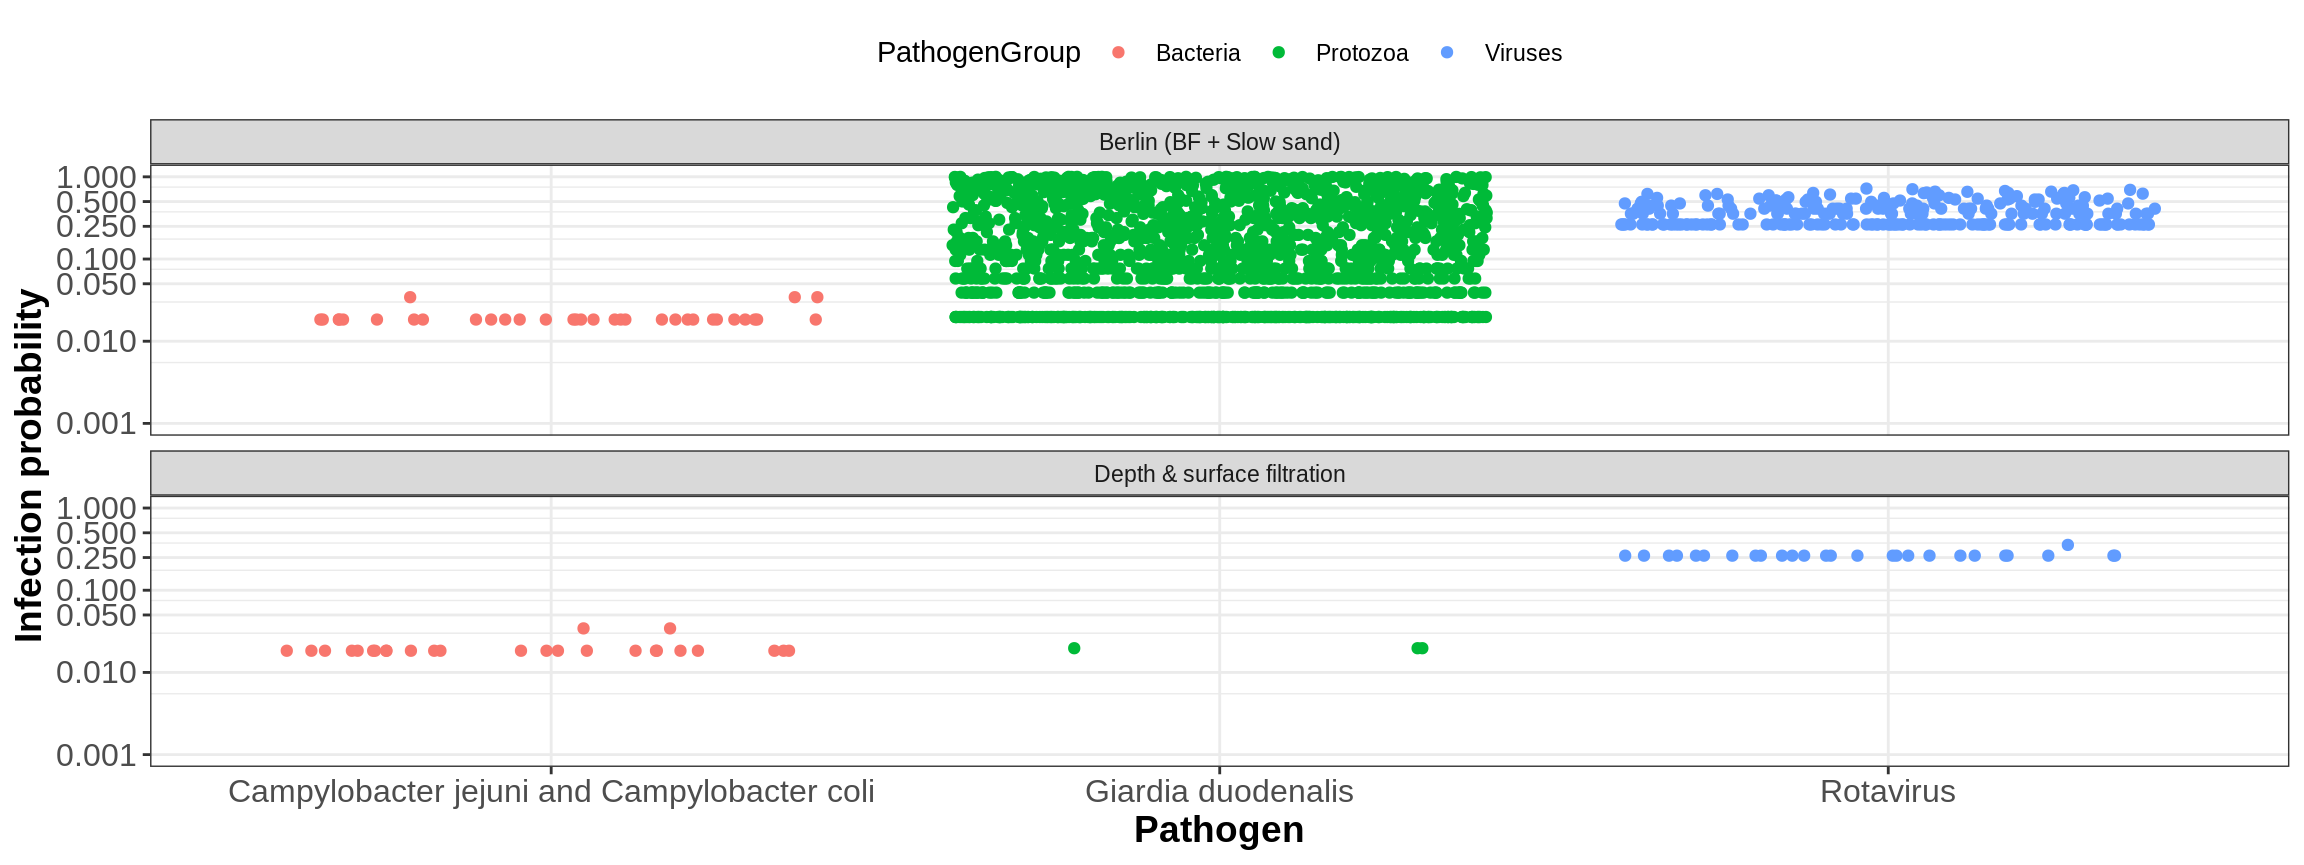 PathogenGroup Bacteria Protozoa Viruses
Berlin (BF + Slow sand)
1.000
0.500
0.250
0.100
0.050
0.010
0.001
Infection probability
Depth & surface filtration
1.000
0.500
0.250
0.100
0.050
0.010
0.001
Campylobacter jejuni and Campylobacter coli Giardia duodenalis Rotavirus
Pathogen